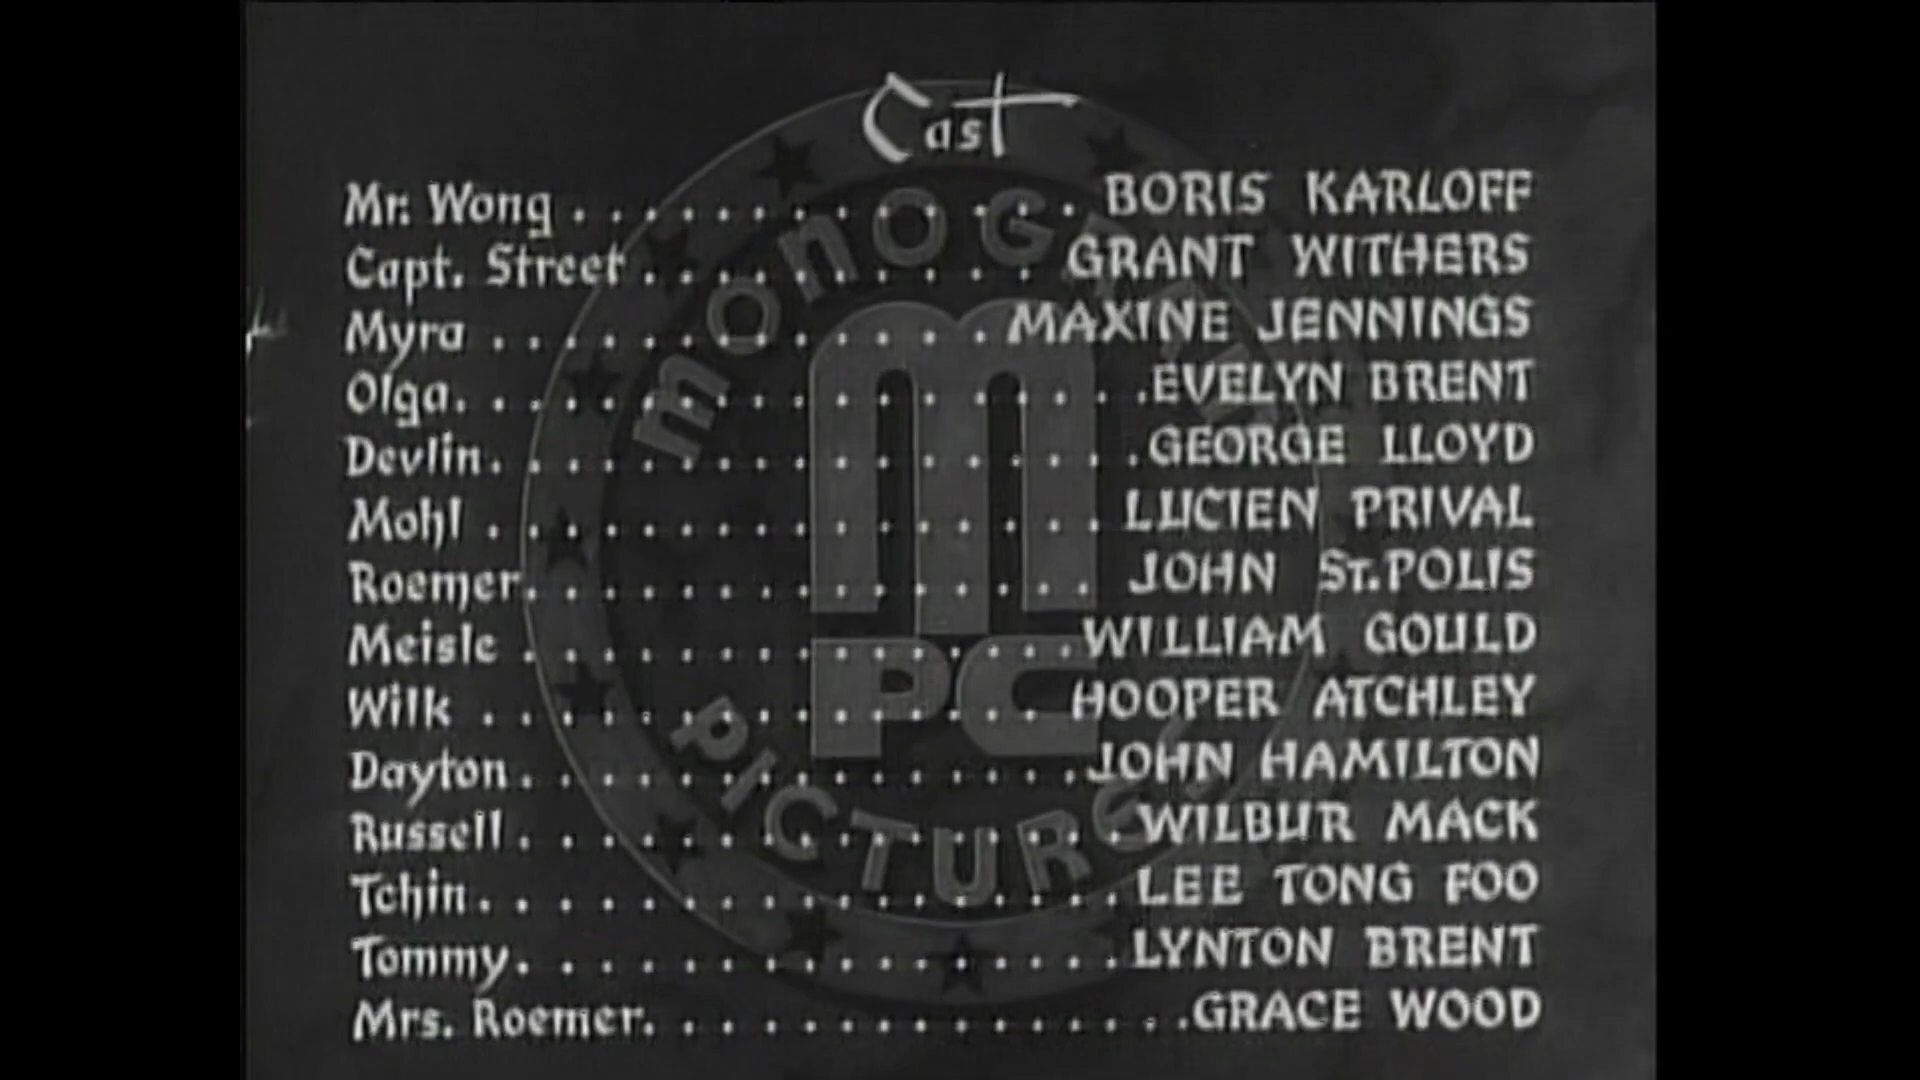 Cast
Mr. Wong . . . . . . . . . . . . . . BORIS KARLOFF
Capt. Street . . . . . . . . . . . GRANT WITHERS
Myra . . . . . . . . . . . . . MAXINE JENNINGS
Olga. . . . . . . . . . . . . . . . . .EVELYN BRENT
Devlin. . . . . . . . . . . . . . . . .GEORGE LLOYD
Mohl . . . . . . . . . . . . . . . . LUCIEN PRIVAL
Roemer. . . . . . . . . . . . . . . JOHN St. POLIS
Meisle . . . . . . . . . . . . . . .WILLIAM GOULD
Wilk . . . . . . . . . . . . . . . HOOPER ATCHLEY
Dayton. . . . . . . . . . . . . . .JOHN HAMILTON
Russell. . . . . . . . . . . . . . . .WILBUR MACK
Tchin. . . . . . . . . . . . . . . . .LEE TONG FOO
Tommy. . . . . . . . . . . . . . . .LYNTON BRENT
Mrs. Roemer. . . . . . . . . . . . . . .GRACE WOOD
MPC
PICTURES